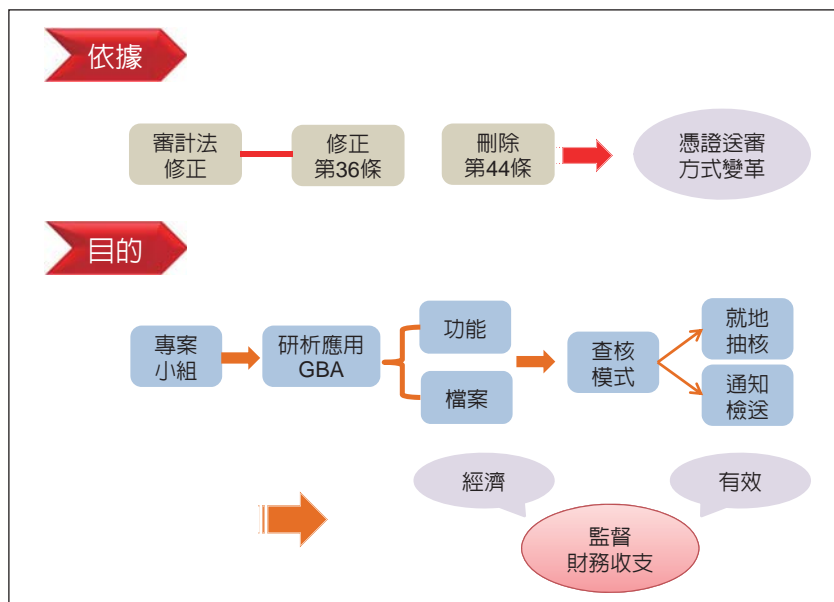 依據
審計法
修正
修正
第36條
刪除
第44條
憑證送審
方式變革
目的
專案
小組
研析應用
GBA
功能
檔案
查核
模式
就地
抽核
通知
檢送
經濟
有效
監督
財務收支